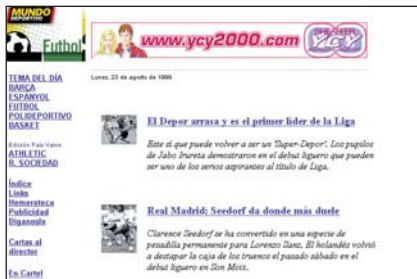 MUNDO
DEPORTIVO
Futbol
www.ycy2000.com
YCY
TEMA DEL DÍA
BARÇA
ESPANYOL
FUTBOL
POLIDEPORTIVO
BASKET
Edición País Vasco
ATHLETIC
R. SOCIEDAD
Índice
Links
Hemeroteca
Publicidad
Díganoslo
Cartas al
director
En Cartel
Lunes, 23 de agosto de 1999
El Depor arrasa y es el primer líder de la Liga
Este sí que puede volver a ser un 'Super-Depor'. Los pupilos
de Jabo Irureta demostraron en el debut liguero que pueden
ser uno de los serios aspirantes al título de Liga.
Real Madrid: Seedorf da donde más duele
Clarence Seedorf se ha convertido en una especie de
pesadilla permanente para Lorenzo Sanz. El holandés volvió
a destapar la caja de los truenos el pasado sábado en el
debut liguero en Son Moix.